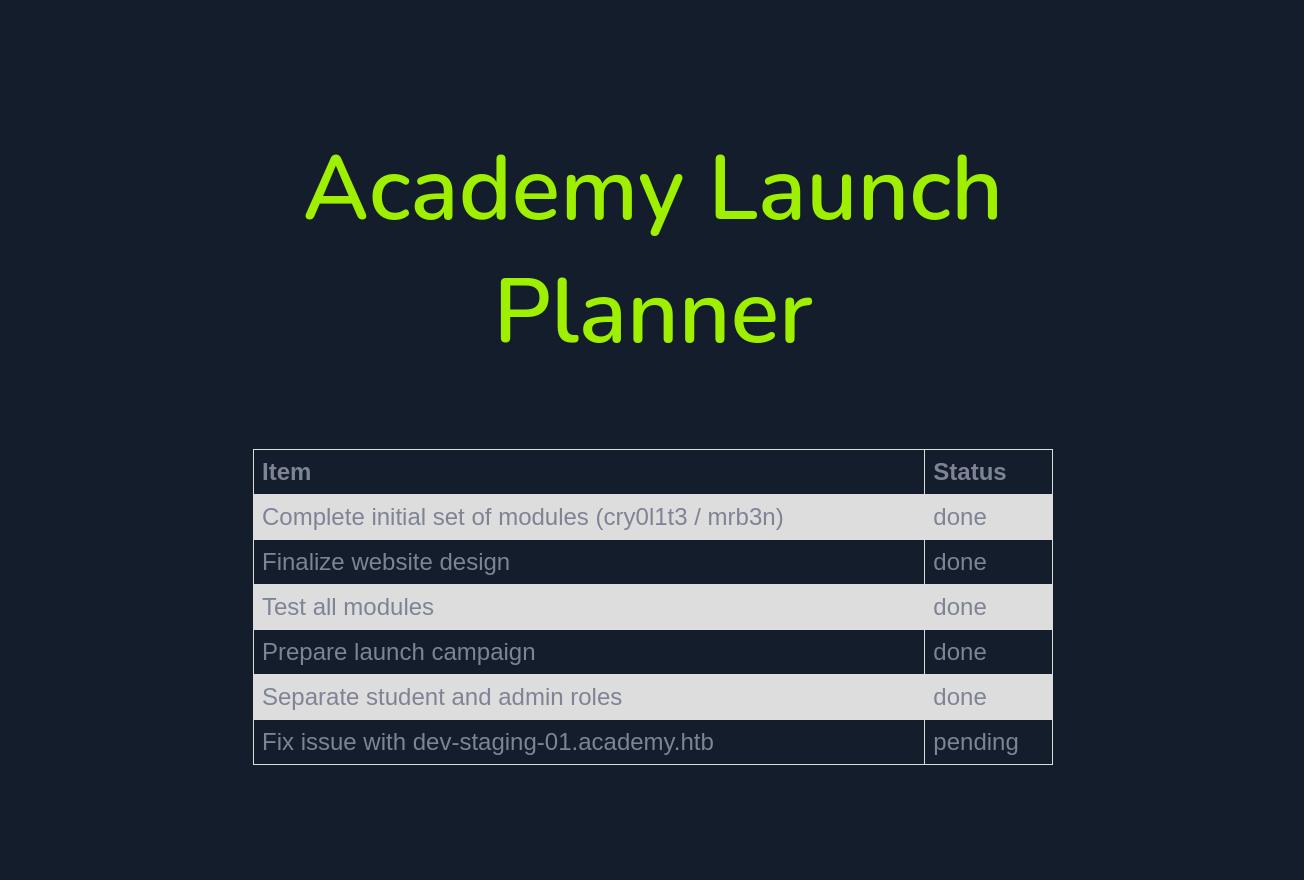 Academy Launch
Planner
Item Status
Complete initial set of modules (cry0l1t3 / mrb3n) done
Finalize website design done
Test all modules done
Prepare launch campaign done
Separate student and admin roles done
Fix issue with dev-staging-01.academy.htb pending